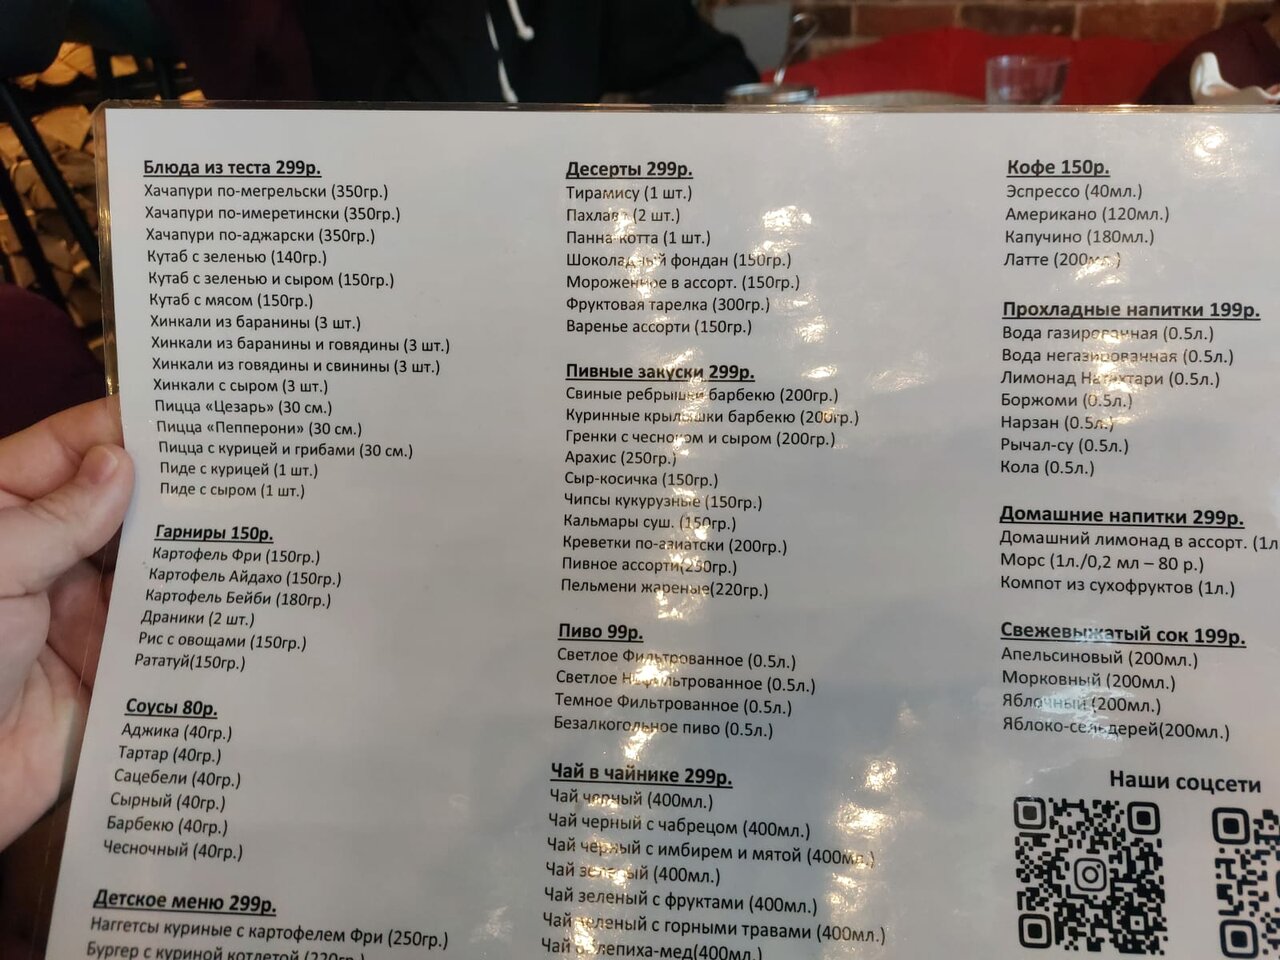 Блюда из теста 299р.
Хачапури по-мегрельски (350гр.)
Хачапури по-имеретински (350гр.)
Хачапури по-аджарски (350гр.)
Кутаб с зеленью (140гр.)
Кутаб с зеленью и сыром (150гр.)
Кутаб с мясом (150гр.)
Хинкали из баранины (3 шт.)
Хинкали из баранины и говядины (3 шт.)
Хинкали из говядины и свинины (3 шт.)
Хинкали с сыром (3 шт.)
Пицца «Цезарь» (30 см.)
Пицца «Пепперони» (30 см.)
Пицца с курицей и грибами (30 см.)
Пиде с курицей (1 шт.)
Пиде с сыром (1 шт.)
Гарниры 150р.
Картофель Фри (150гр.)
Картофель Айдахо (150гр.)
Картофель Бейби (180гр.)
Драники (2 шт.)
Рис с овощами (150гр.)
Рататуй(150гр.)
Соусы 80р.
Аджика (40гр.)
Тартар (40гр.)
Сацебели (40гр.)
Сырный (40гр.)
Барбекю (40гр.)
Чесночный (40гр.)
Детское меню 299р.
Наггетсы куриные с картофелем Фри (250гр.)
Бургер с куриной котлетой (220гр.
Десерты 299р.
Тирамису (1 шт.)
Пахлава (2 шт.)
Панна-котта (1 шт.)
Шоколадный фондан (150гр.)
Мороженное в ассорт. (150гр.)
Фруктовая тарелка (300гр.)
Варенье ассорти (150гр.)
Пивные закуски 299р.
Свиные ребрышки барбекю (200гр.)
Куринные крылышки барбекю (200гр.)
Гренки с чесноком и сыром (200гр.)
Арахис (250гр.)
Сыр-косичка (150гр.)
Чипсы кукурузные (150гр.)
Кальмары суш. (150гр.)
Креветки по-азиатски (200гр.)
Пивное ассорти(250гр.)
Пельмени жареные(220гр.)
Пиво 99р.
Светлое Фильтрованное (0.5л.)
Светлое Нефильтрованное (0.5л.)
Темное Фильтрованное (0.5л.)
Безалкогольное пиво (0.5л.)
Чай в чайнике 299р.
Чай черный (400мл.)
Чай черный с чабрецом (400мл.)
Чай черный с имбирем и мятой (400мл.)
Чай зеленый (400мл.)
Чай зеленый с фруктами (400мл.)
Чай зеленый с горными травами (400мл.)
Чай облепиха-мед(400мл.)
Кофе 150р.
Эспрессо (40мл.)
Американо (120мл.)
Капучино (180мл.)
Латте (200мл.)
Прохладные напитки 199р.
Вода газированная (0.5л.)
Вода негазированная (0.5л.)
Лимонад Натахтари (0.5л.)
Боржоми (0.5л.)
Нарзан (0.5л.)
Рычал-су (0.5л.)
Кола (0.5л.)
Домашние напитки 299р.
Домашний лимонад в ассорт. (1л
Морс (1л./0,2 мл – 80 р.)
Компот из сухофруктов (1л.)
Свежевыжатый сок 199р.
Апельсиновый (200мл.)
Морковный (200мл.)
Яблочный (200мл.)
Яблоко-сельдерей(200мл.)
Наши соцсети